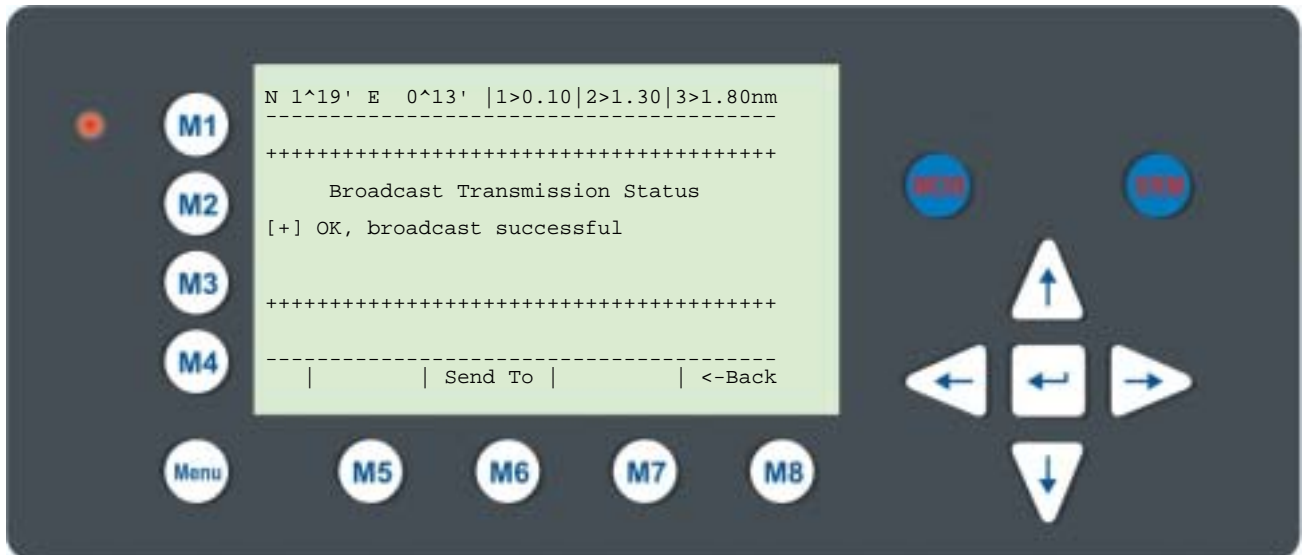 N 1^19' E  0^13' |1>0.10|2>1.30|3>1.80nm
----------------------------------------
++++++++++++++++++++++++++++++++++++++++
Broadcast Transmission Status
[+] OK, broadcast successful
++++++++++++++++++++++++++++++++++++++++
----------------------------------------
|        | Send To |         | <-Back
M1
M2
M3
M4
Menu
M5
M6
M7
M8